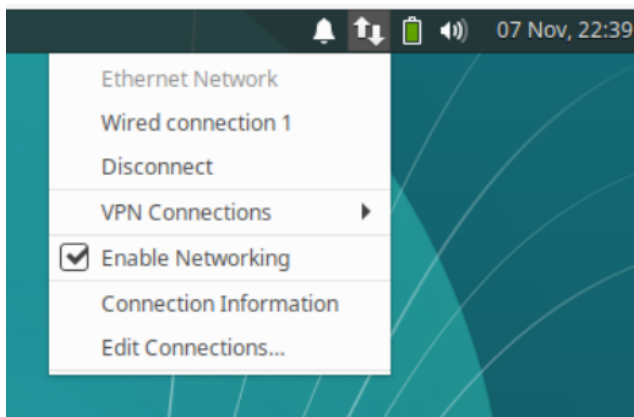 07 Nov, 22:39
Ethernet Network
Wired connection 1
Disconnect
VPN Connections
Enable Networking
Connection Information
Edit Connections...